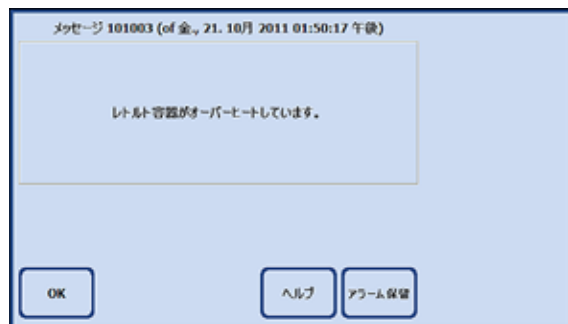 メッセージ 101003 (of 金., 21. 10月 2011 01:50:17 午後)
レトルト容器がオーバーヒートしています。
OK
ヘルプ
アラーム保留